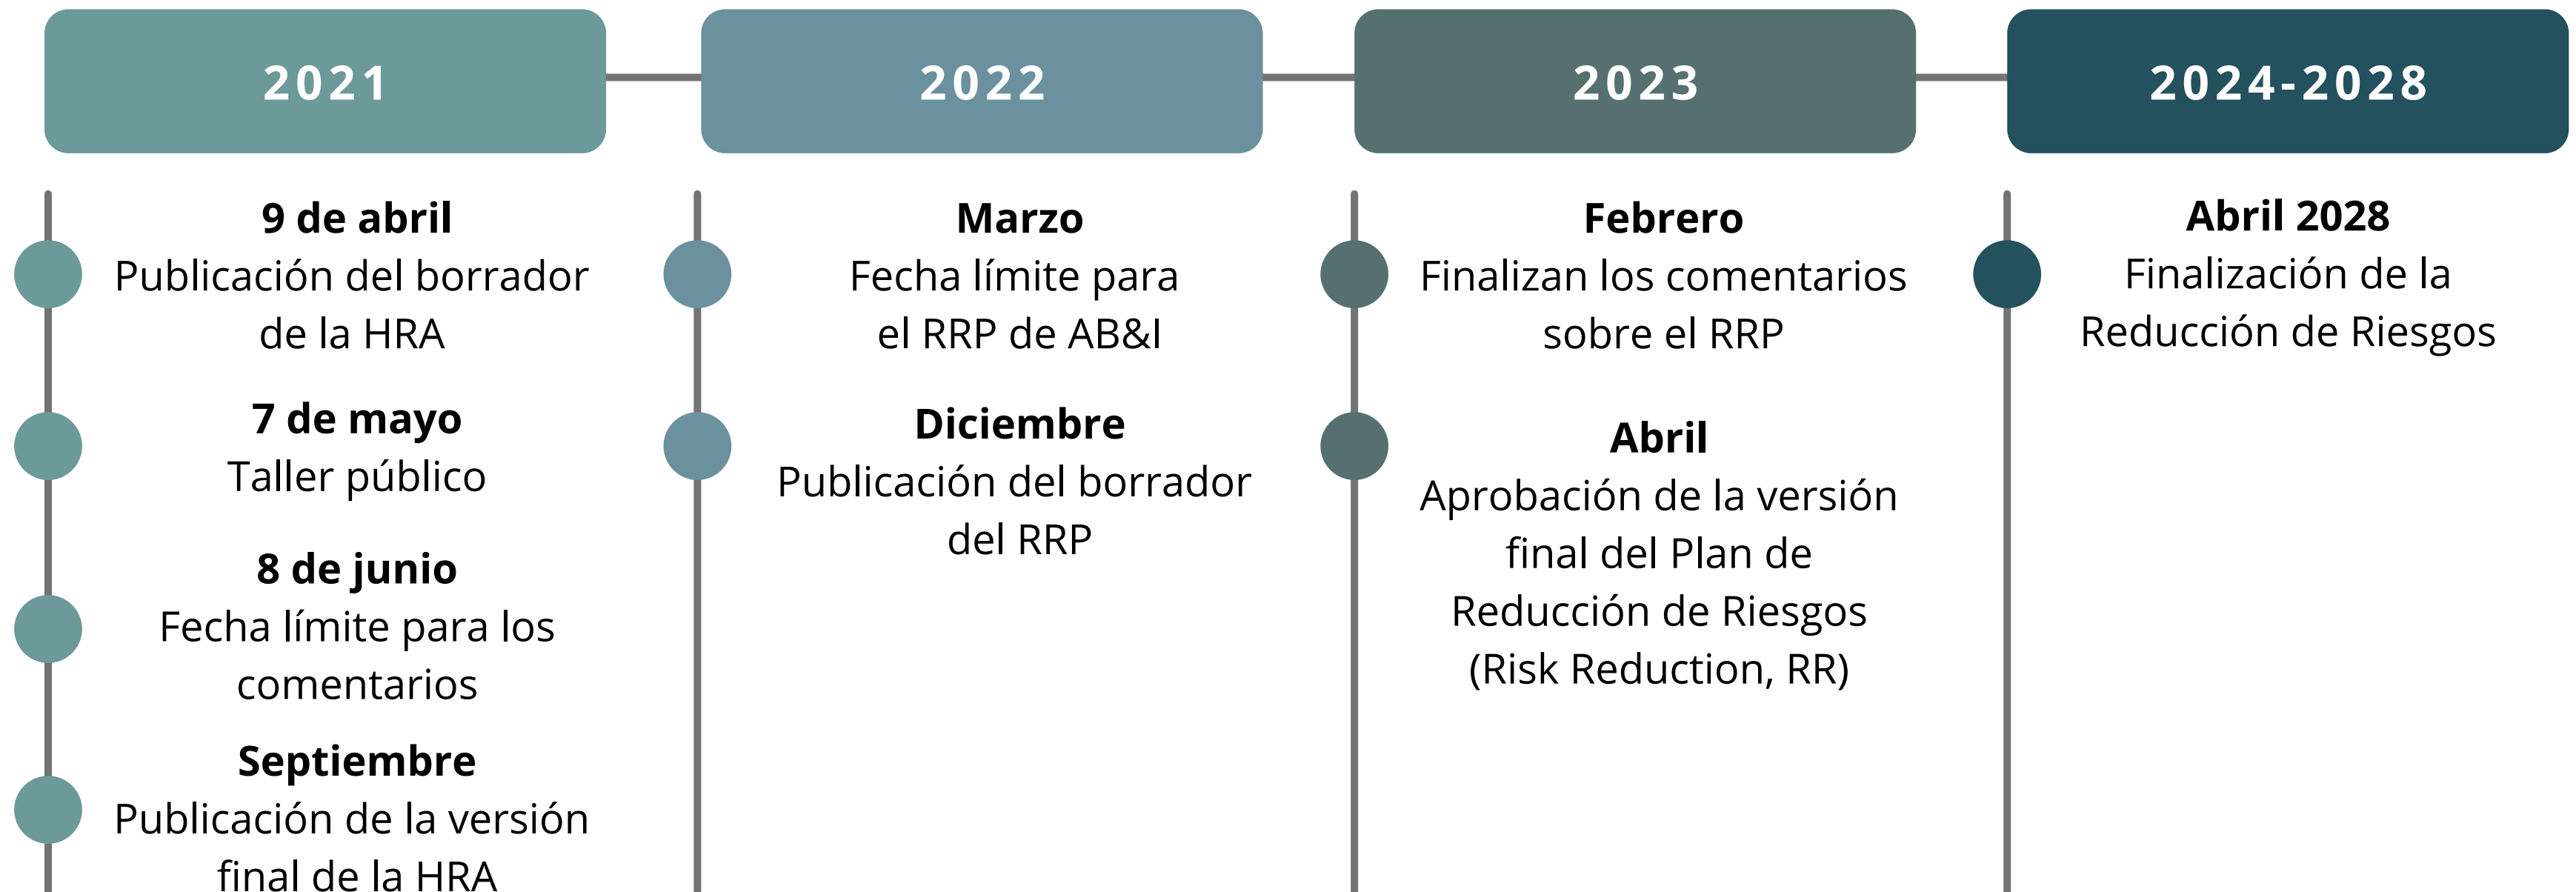 2021
9 de abril
Publicación del borrador
de la HRA
7 de mayo
Taller público
8 de junio
Fecha límite para los
comentarios
Septiembre
Publicación de la versión
final de la HRA
2022
Marzo
Fecha límite para
el RRP de AB&I
Diciembre
Publicación del borrador
del RRP
2023
Febrero
Finalizan los comentarios
sobre el RRP
Abril
Aprobación de la versión
final del Plan de
Reducción de Riesgos
(Risk Reduction, RR)
2024-2028
Abril 2028
Finalización de la
Reducción de Riesgos